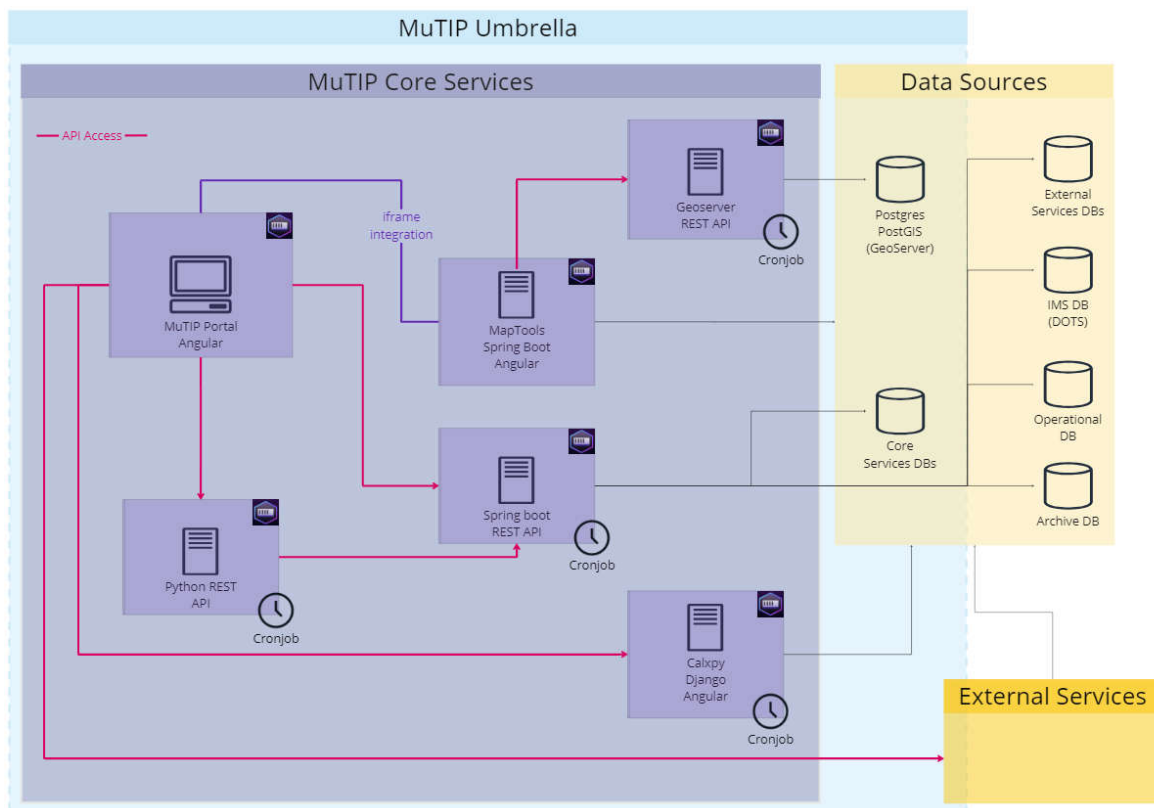 MuTIP Umbrella
MuTIP Core Services
Data Sources
API Access
iframe
integration
Geoserver
REST API
Cronjob
Postgres
PostGIS
(GeoServer)
External
Services DBs
MuTIP Portal
Angular
MapTools
Spring Boot
Angular
IMS DB
(DOTS)
Operational
DB
Core
Services DBs
Spring boot
REST API
Cronjob
Archive DB
Python REST
API
Cronjob
Calxpy
Django
Angular
Cronjob
External Services